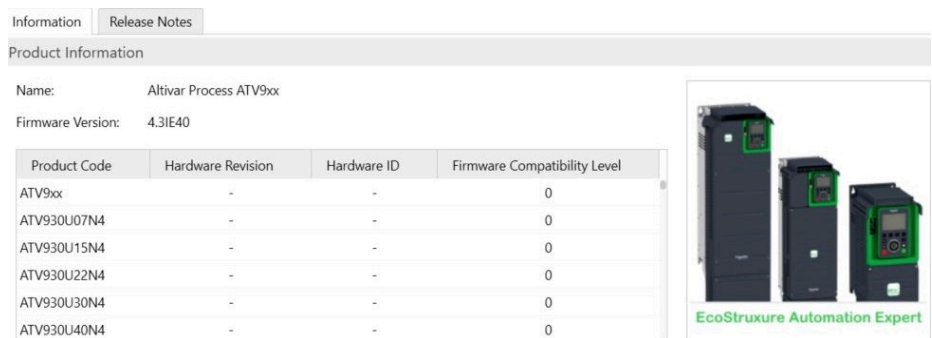 Information Release Notes
Product Information
Name: Altivar Process ATV9xx
Firmware Version: 4.3IE40
Product Code Hardware Revision Hardware ID Firmware Compatibility Level
ATV9xx - - 0
ATV930U07N4 - - 0
ATV930U15N4 - - 0
ATV930U22N4 - - 0
ATV930U30N4 - - 0
ATV930U40N4 - - 0
EcoStruxure Automation Expert